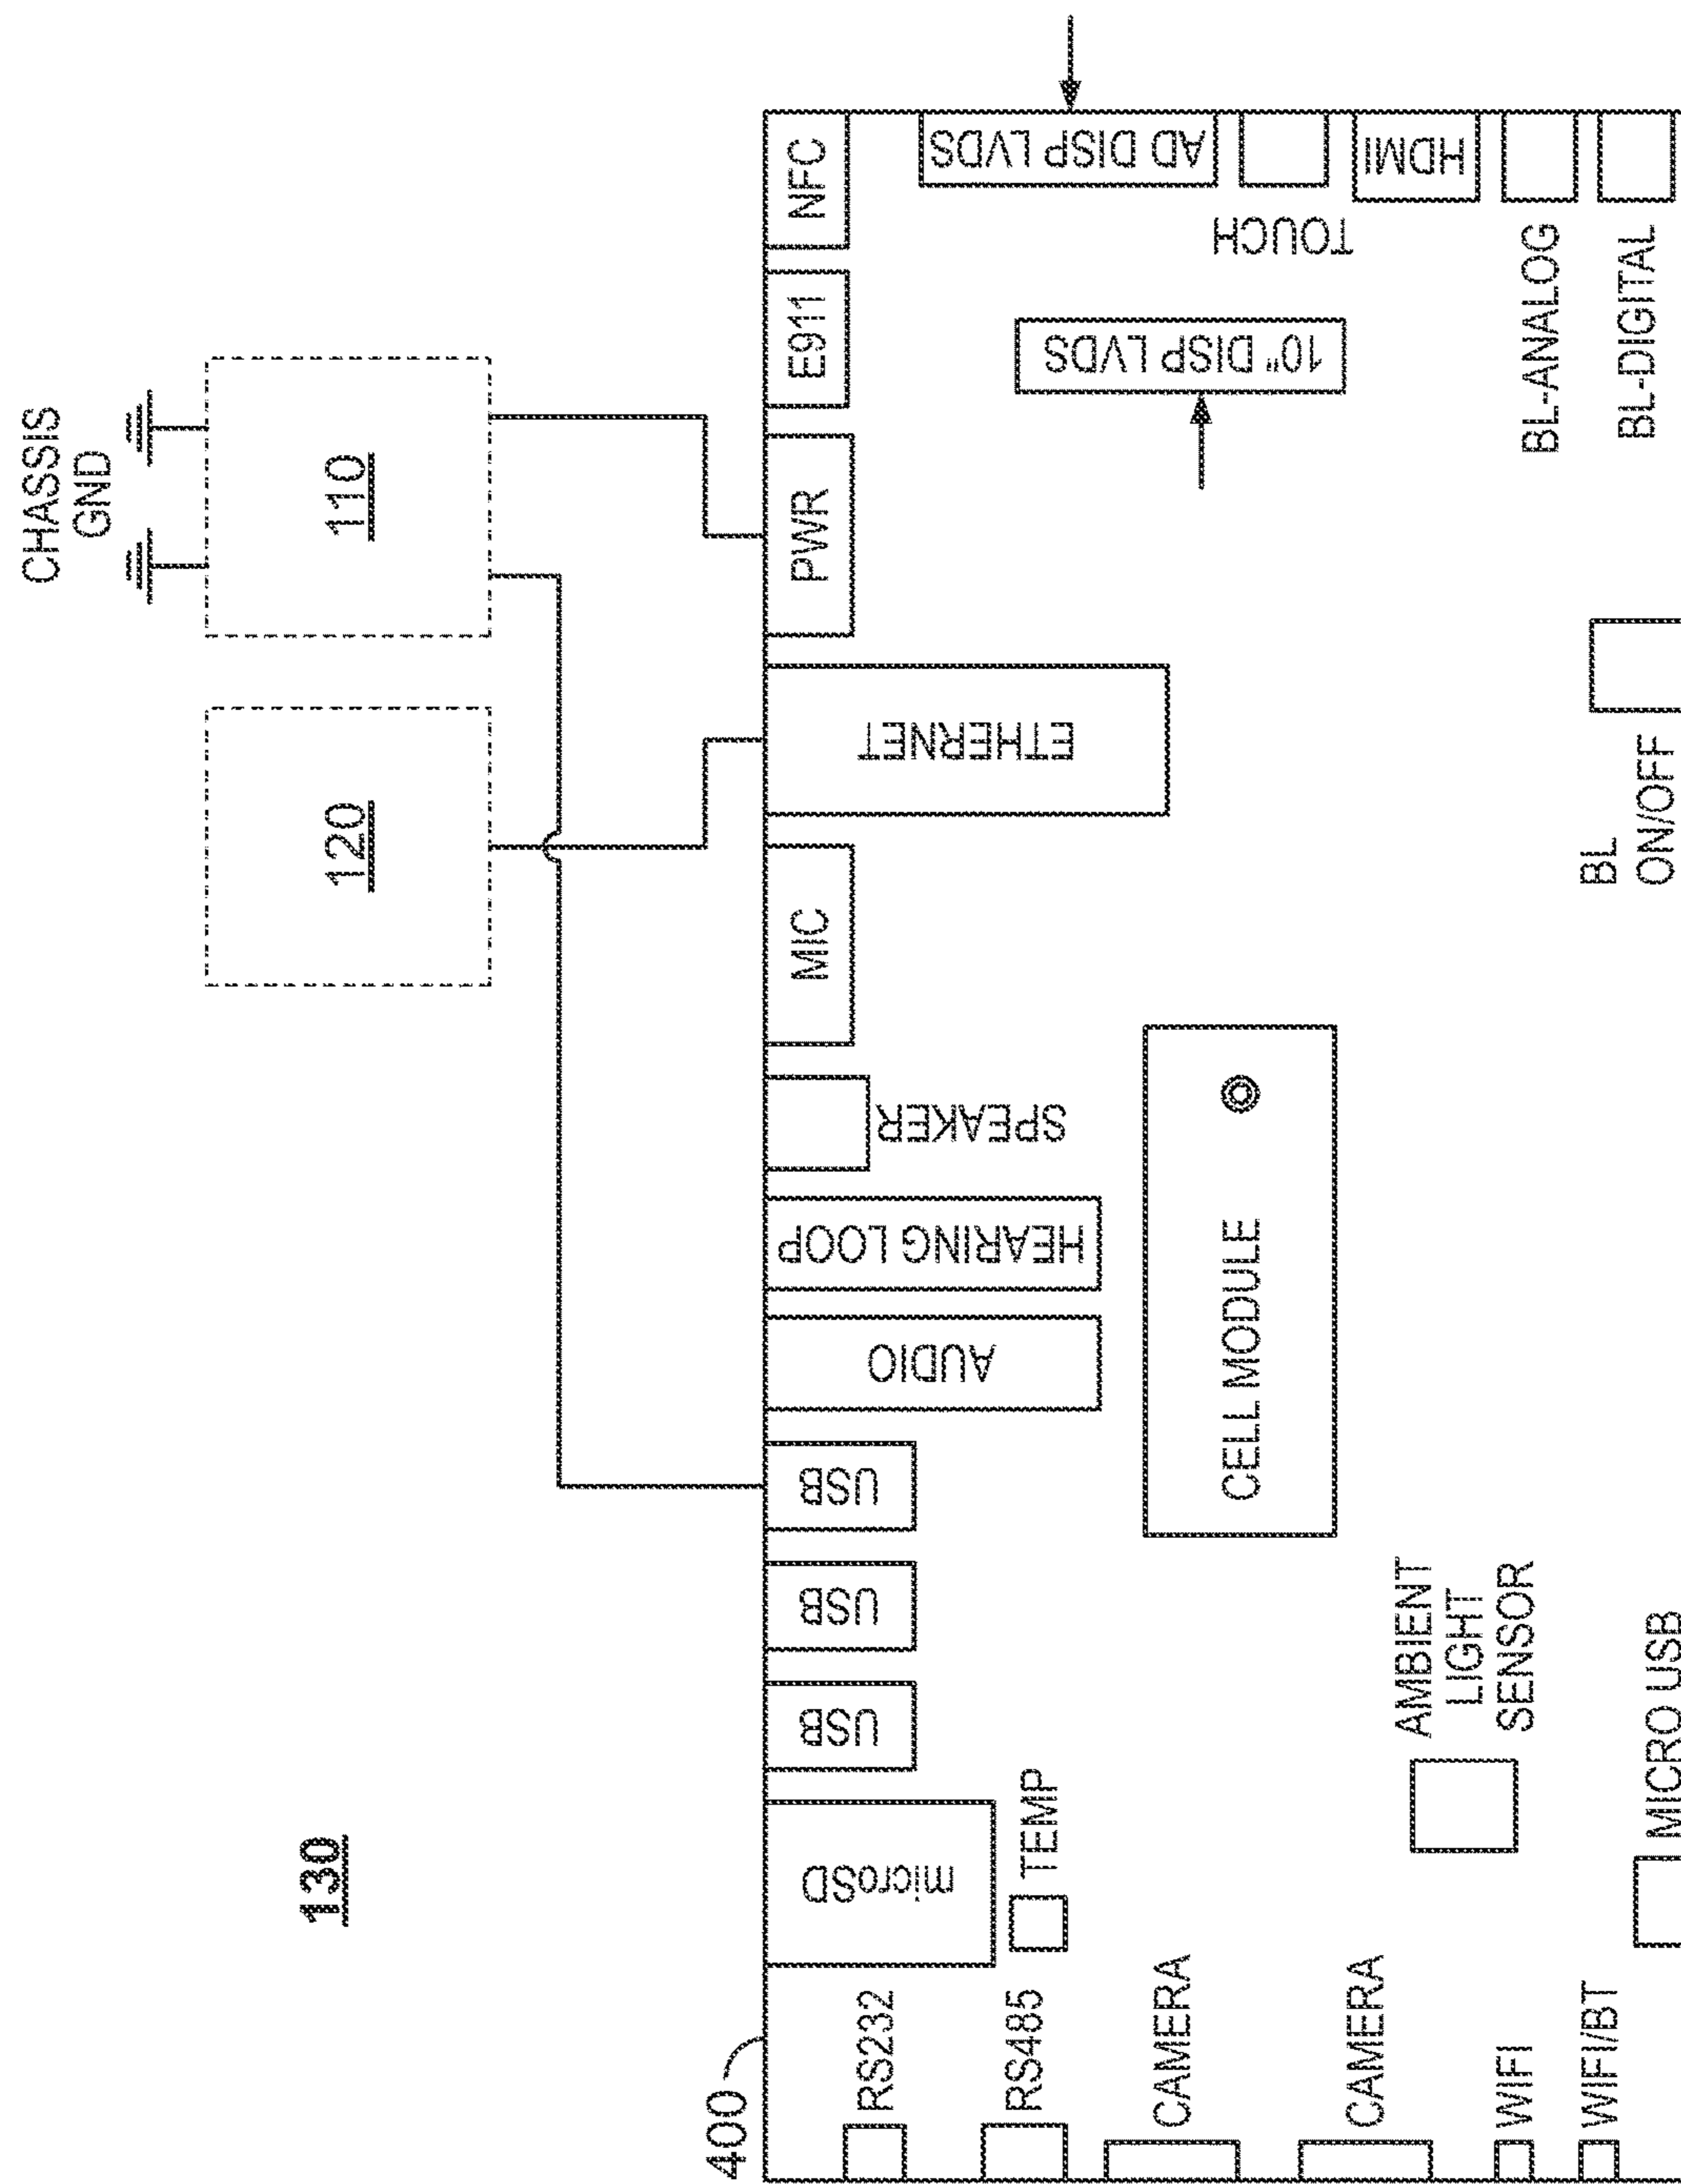 130
CHASSIS
GND
120
110
400
microSD
USB
USB
USB
AUDIO
HEARING LOOP
SPEAKER
MIC
ETHERNET
PWR
E911
NFC
RS232
RS485
TEMP
CAMERA
CAMERA
WIFI
WIFI/BT
AMBIENT
LIGHT
SENSOR
MICRO USB
CELL MODULE
BL
ON/OFF
10" DISP LVDS
AD DISP LVDS
TOUCH
HDMI
BL-ANALOG
BL-DIGITAL